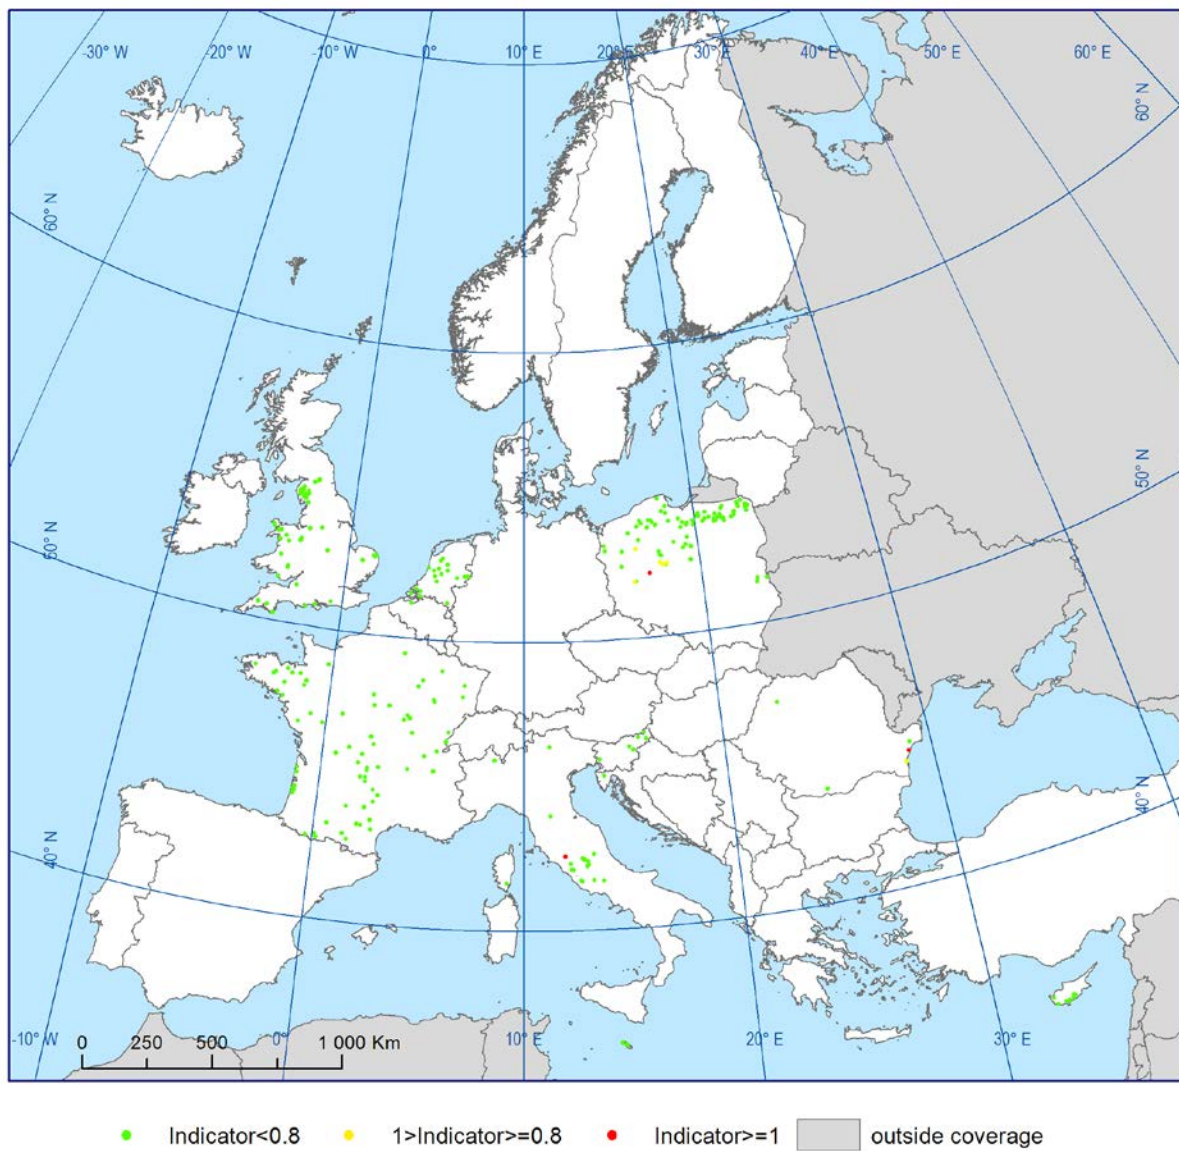 -30° W
-20° W
-10° W
0°
10° E
20° E
30° E
40° E
50° E
60° E
60° N
60° N
50° N
50° N
40° N
40° N
-10° W
0°
10° E
20° E
30° E
0 250 500 1 000 Km
Indicator<0.8 1>Indicator>=0.8 Indicator>=1 outside coverage